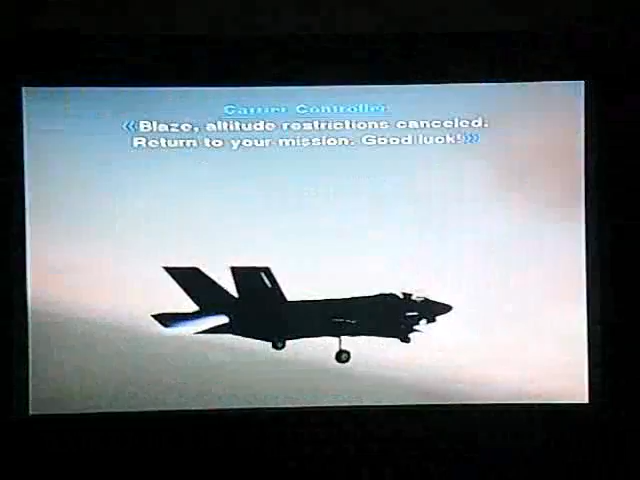 Carrier Controller
«Blaze, altitude restrictions canceled.
Return to your mission. Good luck!»